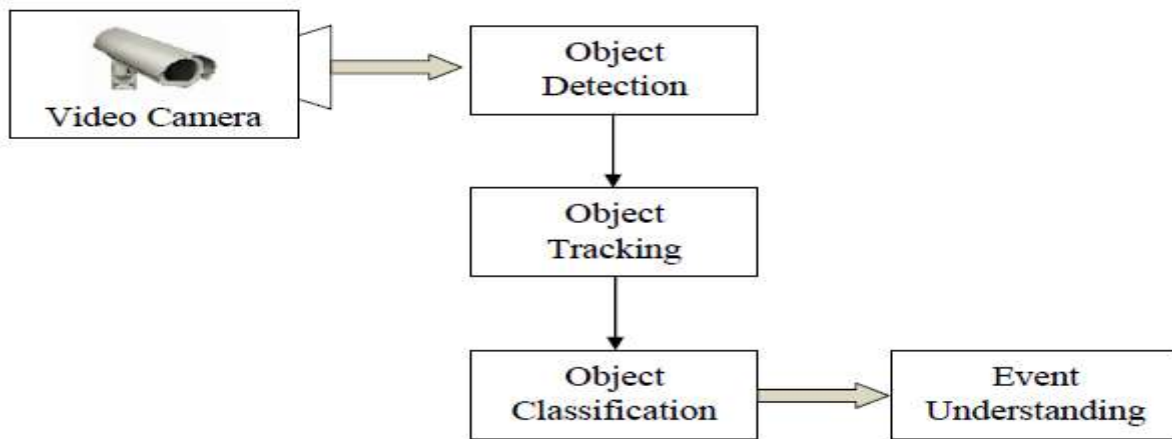 Video Camera
Object
Detection
Object
Tracking
Object
Classification
Event
Understanding